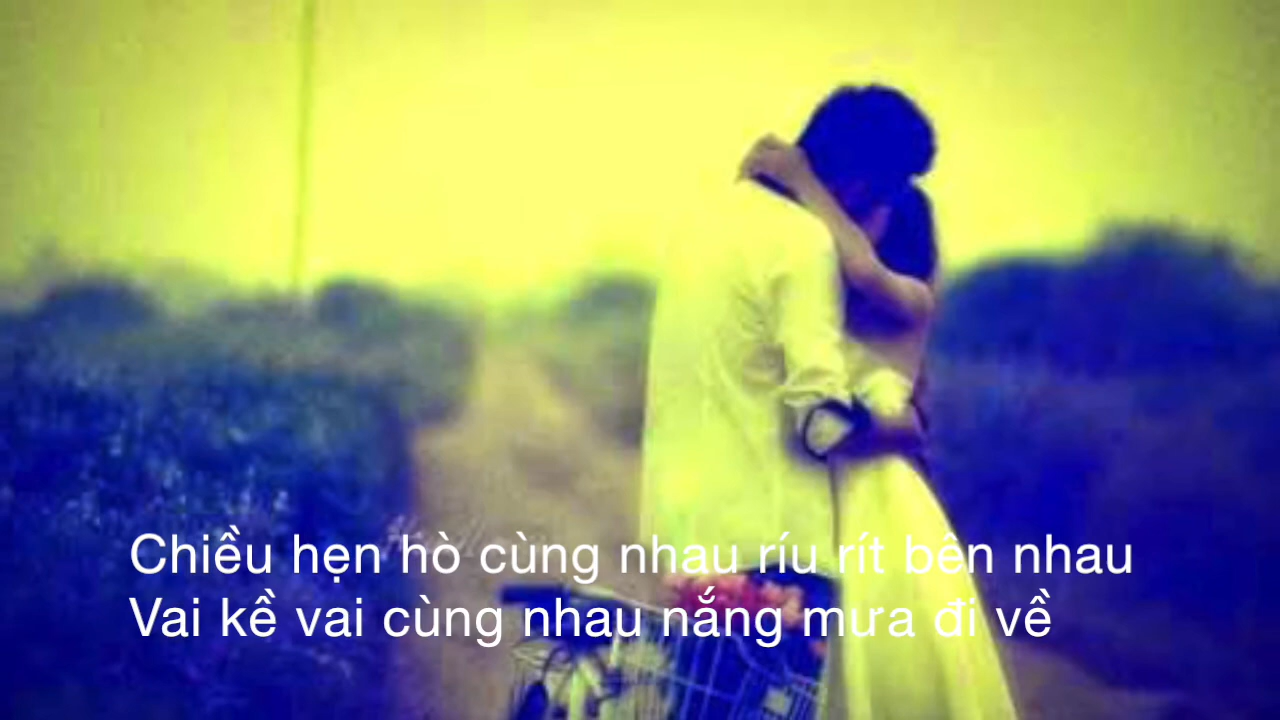 Chiều hẹn hò cùng nhau ríu rít bên nhau
Vai kề vai cùng nhau nắng mưa đi về